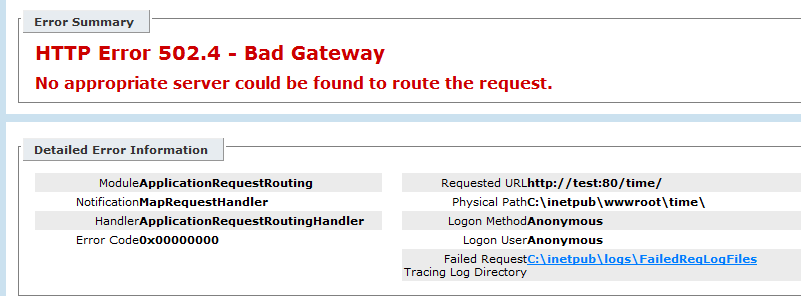 Error Summary
HTTP Error 502.4 - Bad Gateway
No appropriate server could be found to route the request.
Detailed Error Information
Module ApplicationRequestRouting
Notification MapRequestHandler
Handler ApplicationRequestRoutingHandler
Error Code 0x00000000
Requested URL http://test:80/time/
Physical Path C:\inetpub\wwwroot\time\
Logon Method Anonymous
Logon User Anonymous
Failed Request C:\inetpub\logs\FailedReqLogFiles
Tracing Log Directory